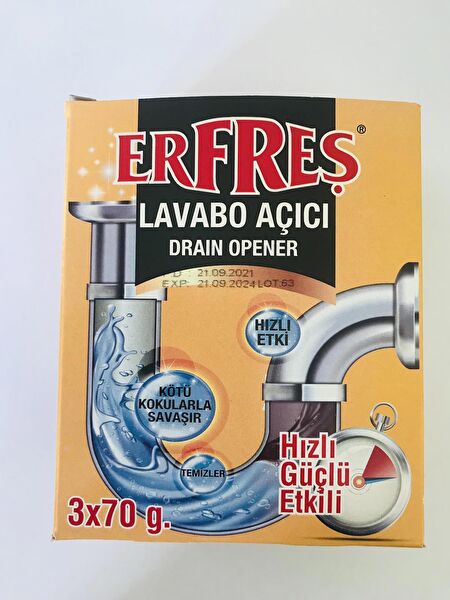 ERFREŞ®
LAVABO AÇICI
DRAIN OPENER
D : 21.09.2021
EXP: 21.09.2024 LOT:63
HIZLI
ETKİ
KÖTÜ
KOKULARLA
SAVAŞIR
TEMİZLER
Hızlı
Güçlü
Etkili
3x70 g.